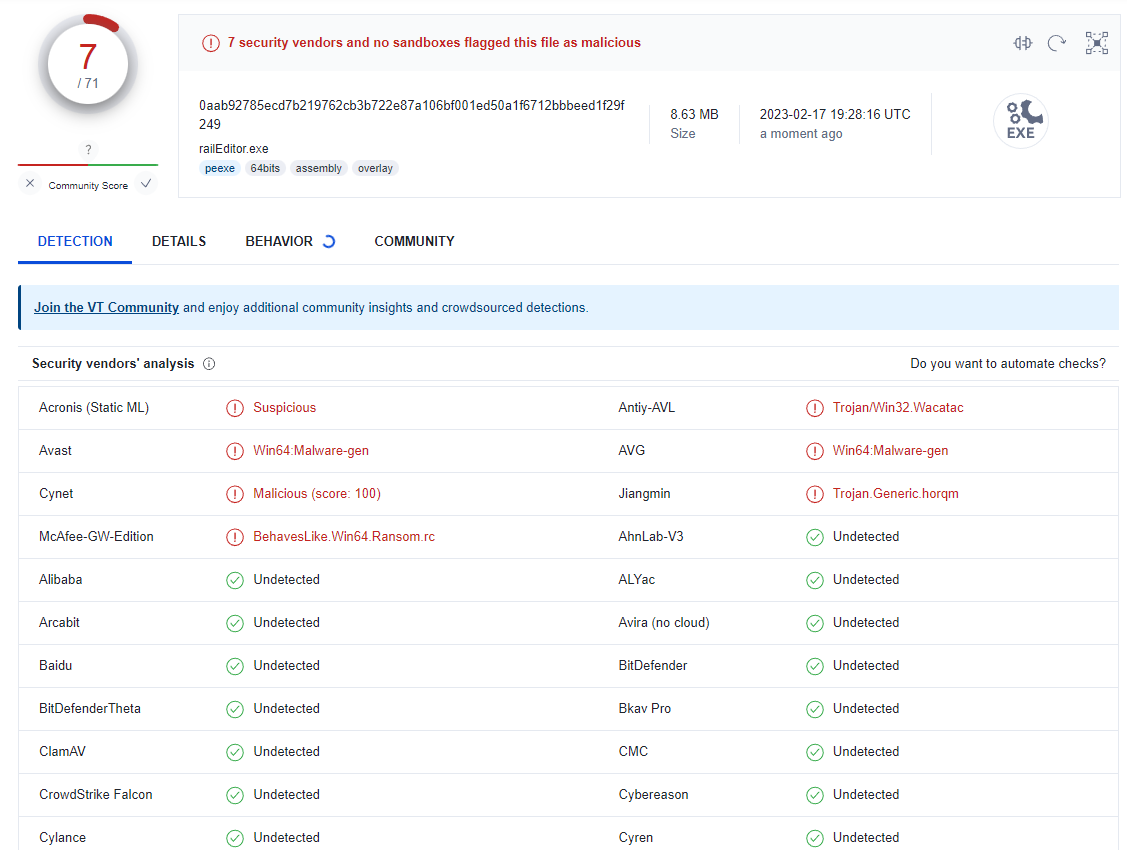 7
/ 71
?
Community Score
7 security vendors and no sandboxes flagged this file as malicious
0aab92785ecd7b219762cb3b722e87a106bf001ed50a1f6712bbbeed1f29f
249
railEditor.exe
peexe 64bits assembly overlay
8.63 MB
Size
2023-02-17 19:28:16 UTC
a moment ago
EXE
DETECTION DETAILS BEHAVIOR COMMUNITY
Join the VT Community and enjoy additional community insights and crowdsourced detections.
Security vendors' analysis Do you want to automate checks?
Acronis (Static ML) Suspicious Antiy-AVL Trojan/Win32.Wacatac
Avast Win64:Malware-gen AVG Win64:Malware-gen
Cynet Malicious (score: 100) Jiangmin Trojan.Generic.horqm
McAfee-GW-Edition BehavesLike.Win64.Ransom.rc AhnLab-V3 Undetected
Alibaba Undetected ALYac Undetected
Arcabit Undetected Avira (no cloud) Undetected
Baidu Undetected BitDefender Undetected
BitDefenderTheta Undetected Bkav Pro Undetected
ClamAV Undetected CMC Undetected
CrowdStrike Falcon Undetected Cybereason Undetected
Cylance Undetected Cyren Undetected